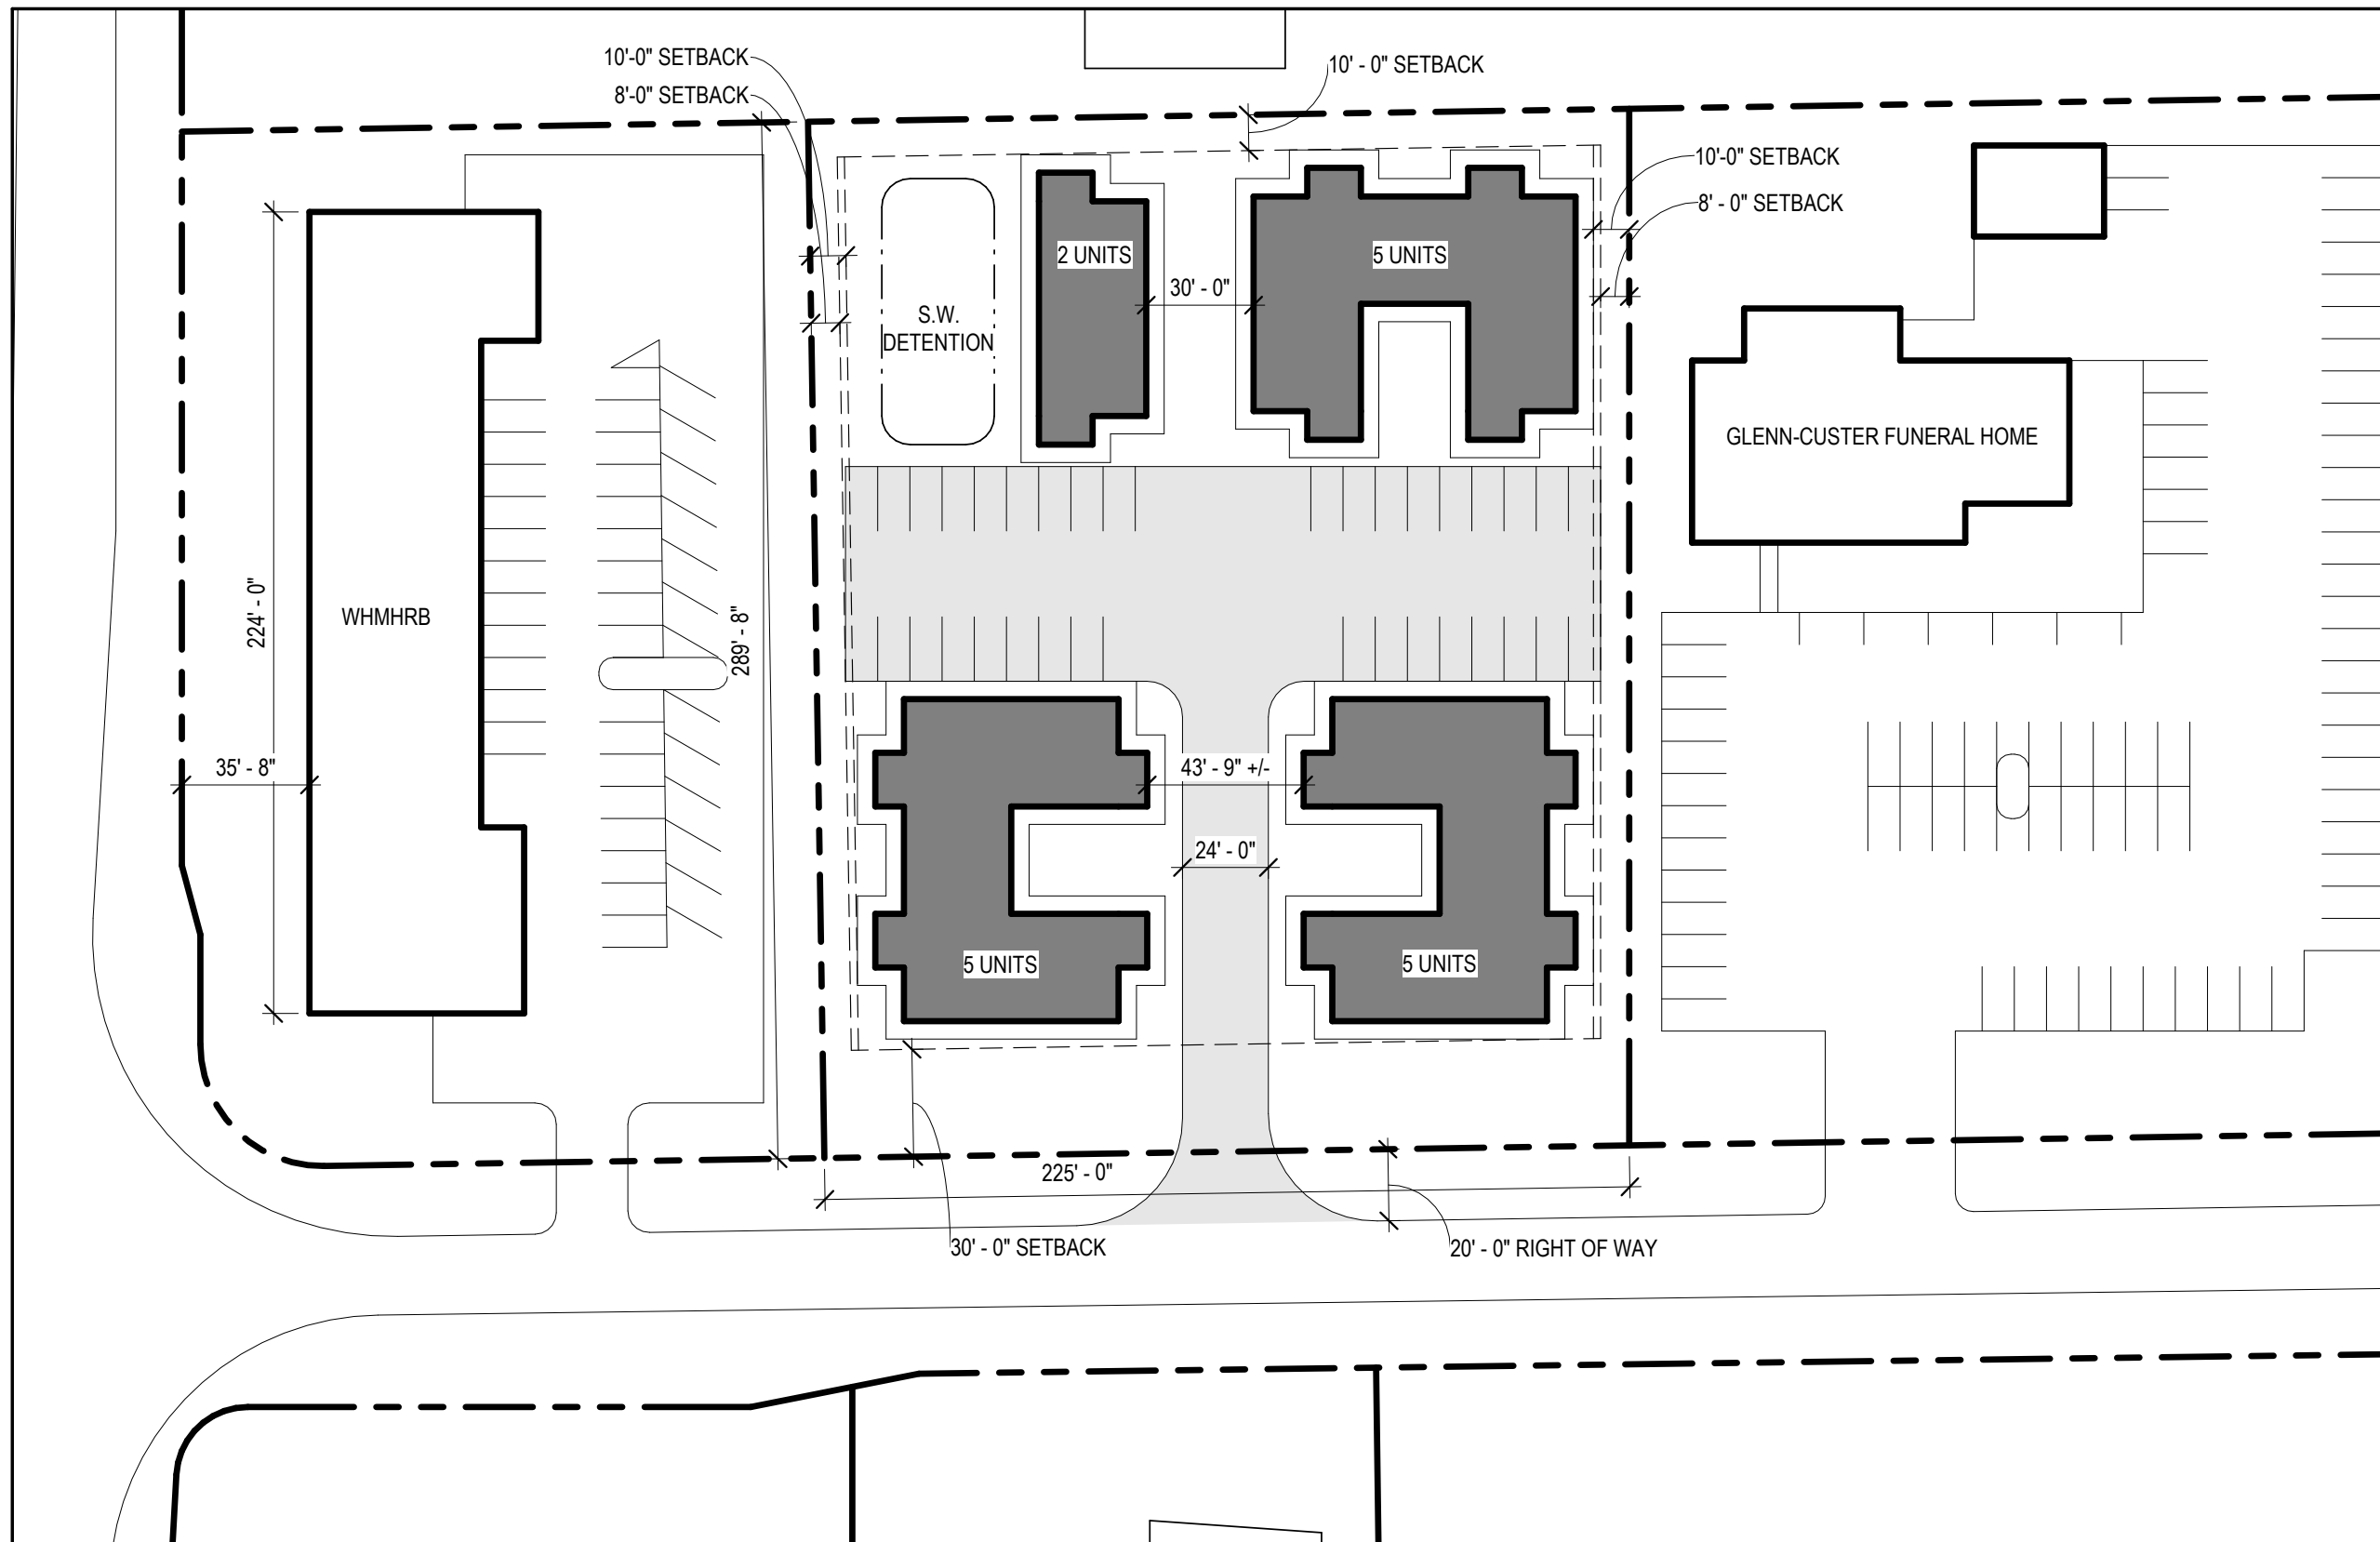 10'-0" SETBACK
8'-0" SETBACK
10' - 0" SETBACK
10'-0" SETBACK
8' - 0" SETBACK
2 UNITS
5 UNITS
30' - 0"
S.W.
DETENTION
GLENN-CUSTER FUNERAL HOME
224' - 0"
WHMHRB
289' - 8"
35' - 8"
43' - 9" +/-
24' - 0"
5 UNITS
5 UNITS
225' - 0"
30' - 0" SETBACK
20' - 0" RIGHT OF WAY